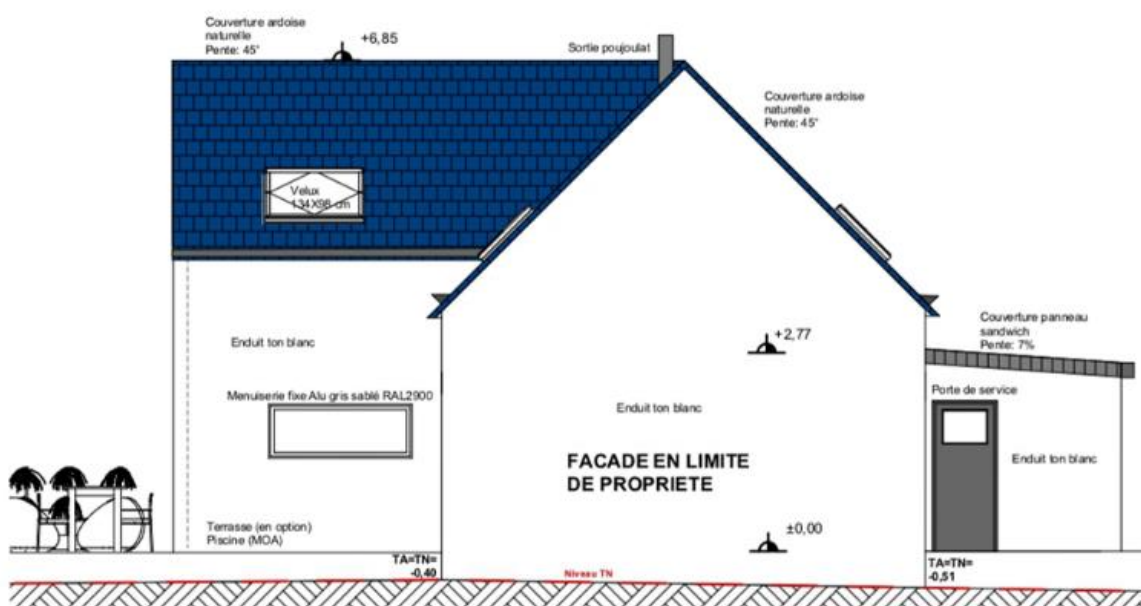 Couverture ardoise
naturelle
Pente: 45°
+6,85
Sortie poujoulat
Couverture ardoise
naturelle
Pente: 45°
Velux
134X98 cm
Enduit ton blanc
+2,77
Couverture panneau
sandwich
Pente: 7%
Menuiserie fixe Alu gris sablé RAL2900
Enduit ton blanc
Porte de service
FACADE EN LIMITE
DE PROPRIETE
Enduit ton blanc
Terrasse (en option)
Piscine (MOA)
±0,00
TA=TN=
-0,40
Niveau TN
TA=TN=
-0,51